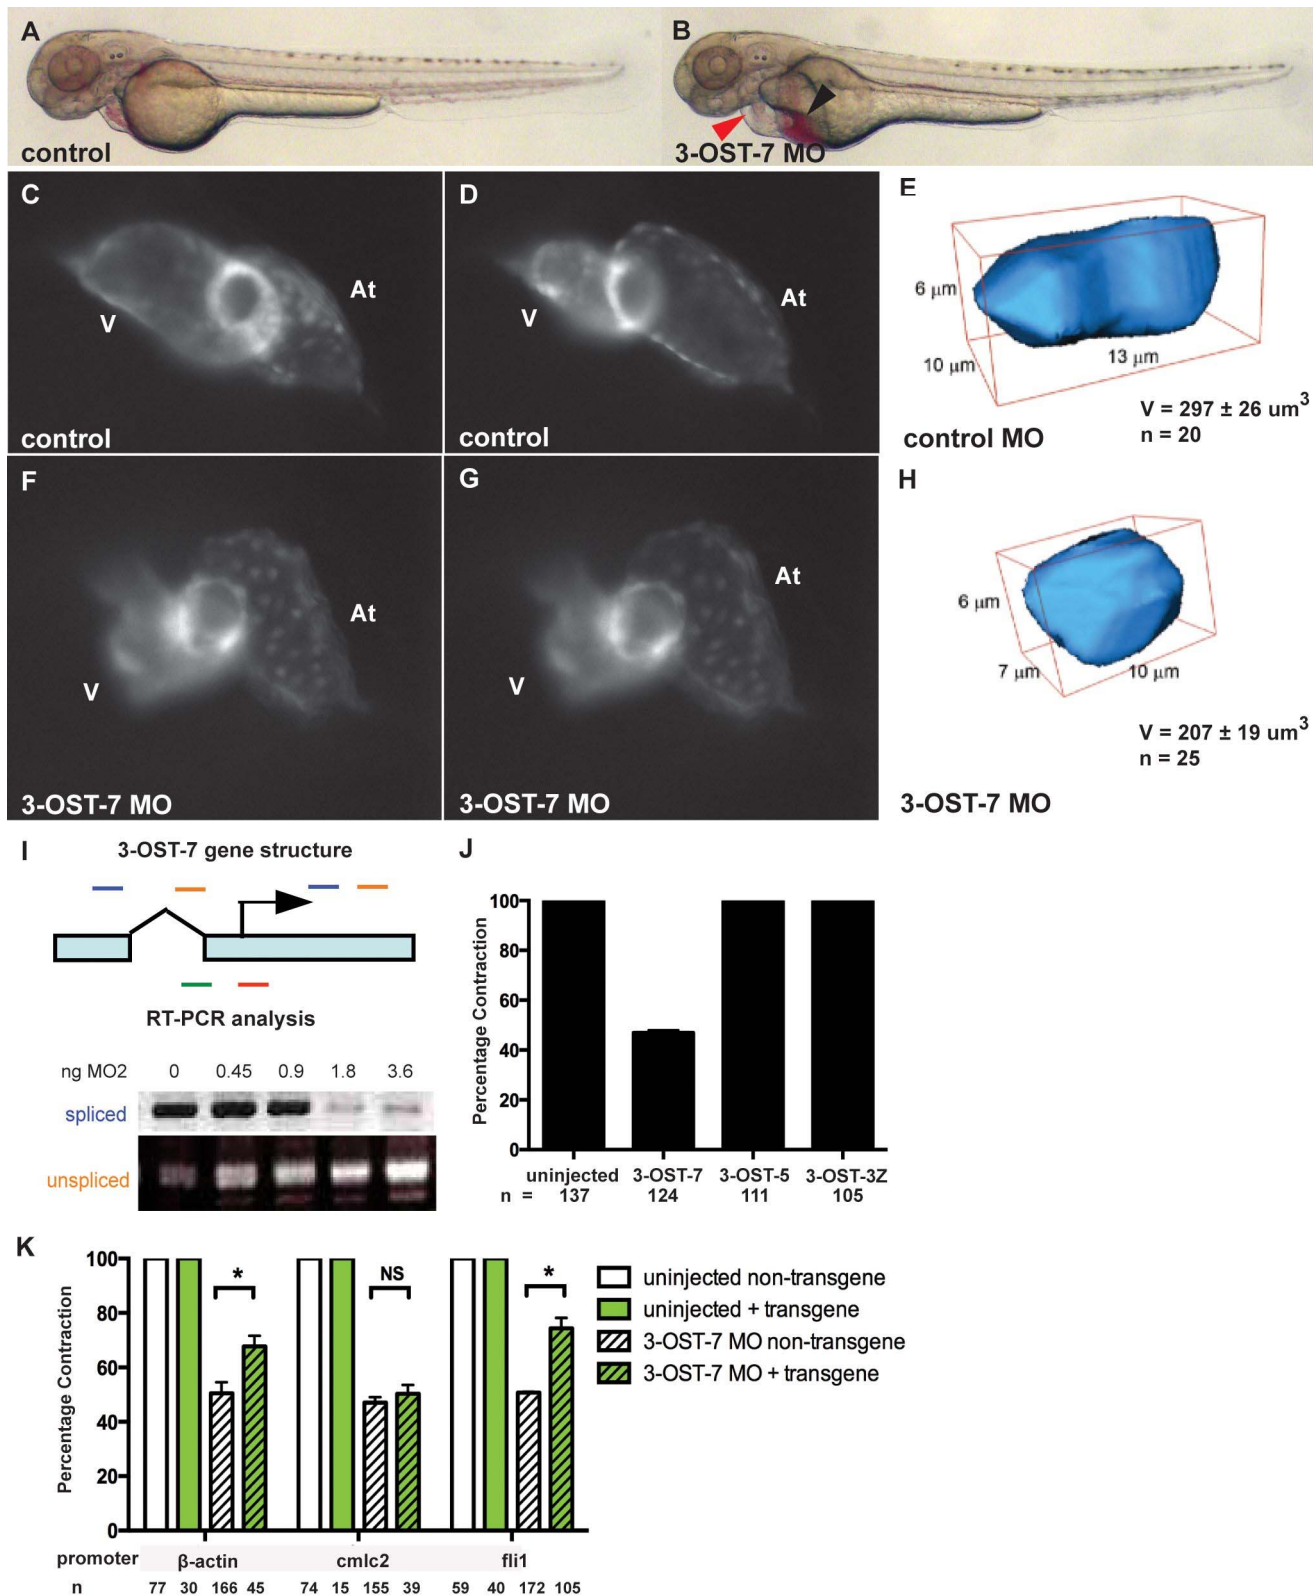 A
control
B
3-OST-7 MO
C
V
At
control
D
V
At
control
E
6 µm
10 µm
13 µm
V = 297 ± 26 um3
n = 20
control MO
F
V
At
3-OST-7 MO
G
V
At
3-OST-7 MO
H
6 µm
7 µm
10 µm
V = 207 ± 19 um3
n = 25
3-OST-7 MO
I
3-OST-7 gene structure
RT-PCR analysis
ng MO2 0 0.45 0.9 1.8 3.6
spliced
unspliced
J
Percentage Contraction
100
80
60
40
20
0
uninjected 3-OST-7 3-OST-5 3-OST-3Z
n = 137 124 111 105
K
Percentage Contraction
100
80
60
40
20
0
* NS *
uninjected non-transgene
uninjected + transgene
3-OST-7 MO non-transgene
3-OST-7 MO + transgene
promoter β-actin cmlc2 fli1
n 77 30 166 45 74 15 155 39 59 40 172 105